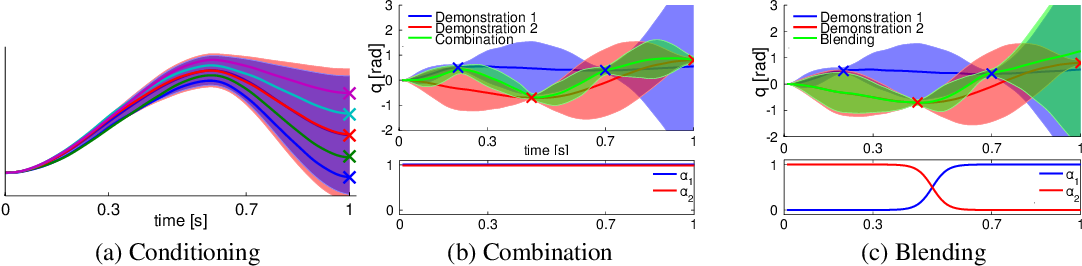 0
0.3
0.7
1
time [s]
(a) Conditioning
3
2
1
0
-1
-2
q [rad]
Demonstration 1
Demonstration 2
Combination
0
0.3
0.7
1
time [s]
1
0
α1
α2
0
0.3
0.7
1
(b) Combination
3
2
1
0
-1
-2
q [rad]
Demonstration 1
Demonstration 2
Blending
0
0.3
0.7
1
1
0
α1
α2
0
0.3
0.7
1
(c) Blending